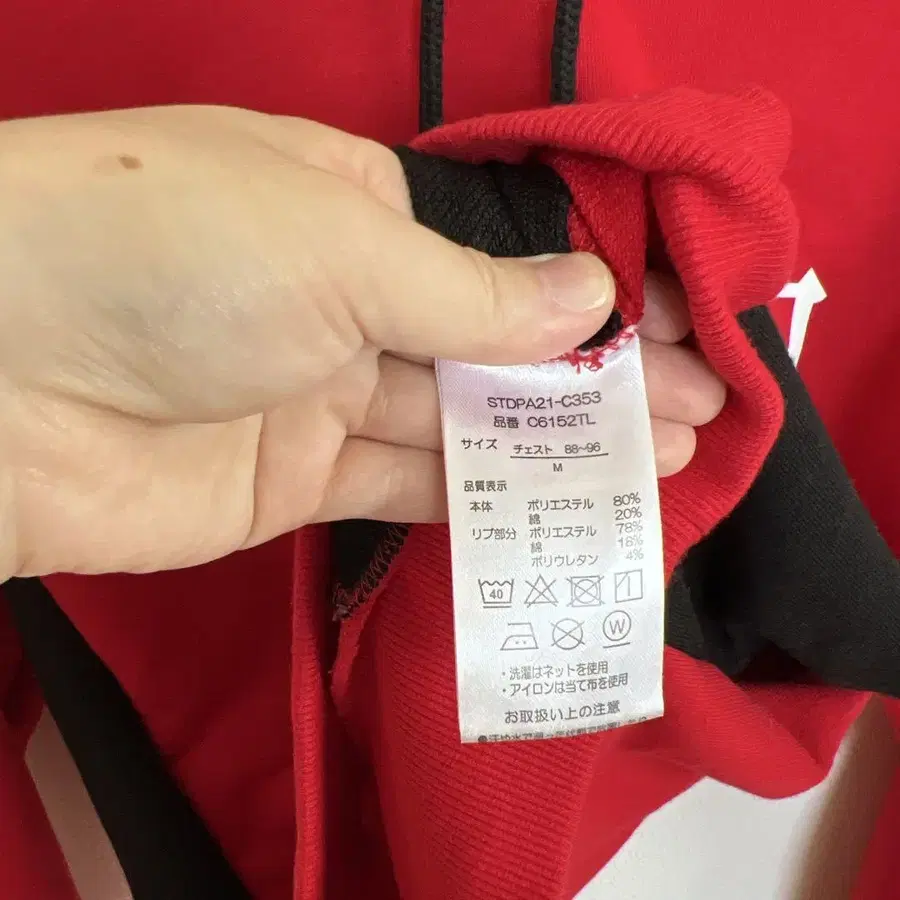 STDPA21-C353
品番 C6152TL
サイズ チェスト 88~96
M
品質表示
本体 ポリエステル 80%
綿 20%
リブ部分 ポリエステル 78%
綿 18%
ポリウレタン 4%
40
W
・洗濯はネットを使用
・アイロンは当て布を使用
お取扱い上の注意